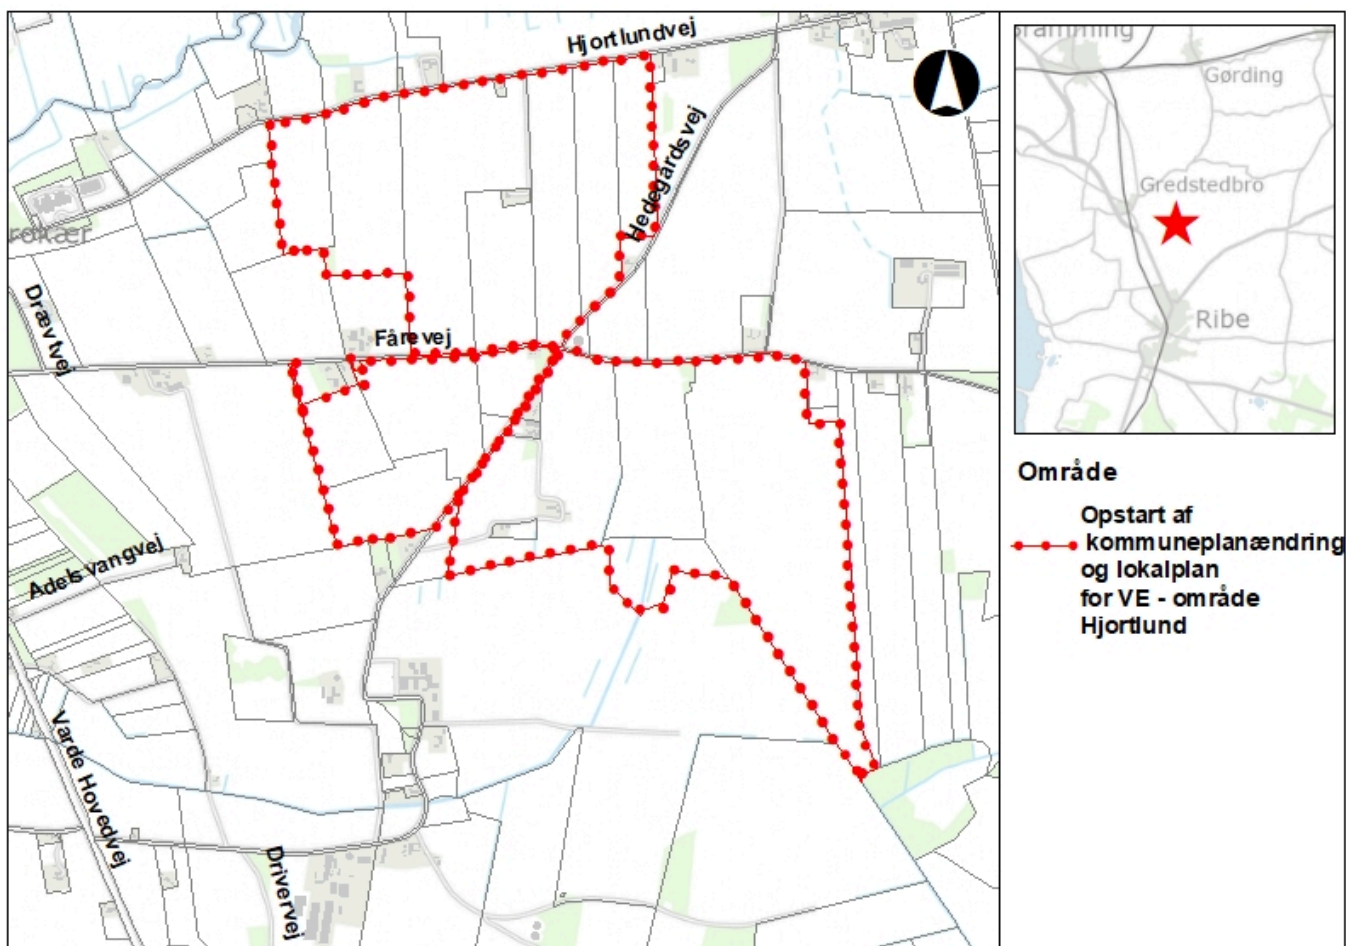 Hjortlundvej
Hedegårdsvej
Drævtvej
Fårevej
Adelsvangvej
Varde Hovedvej
Drivervej
Gørding
Gredstedbro
Ribe
Område
Opstart af
kommuneplanændring
og lokalplan
for VE - område
Hjortlund